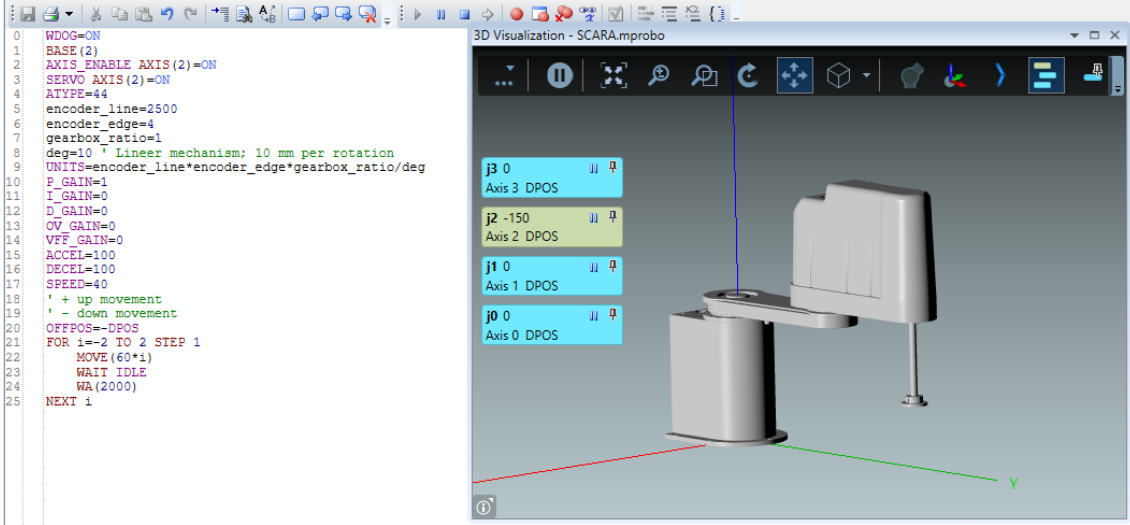 3D Visualization - SCARA.mprobo
0 WDOG=ON
1 BASE(2)
2 AXIS_ENABLE AXIS(2)=ON
3 SERVO AXIS(2)=ON
4 ATYPE=44
5 encoder_line=2500
6 encoder_edge=4
7 gearbox_ratio=1
8 deg=10 ' Lineer mechanism; 10 mm per rotation
9 UNITS=encoder_line*encoder_edge*gearbox_ratio/deg
10 P_GAIN=1
11 I_GAIN=0
12 D_GAIN=0
13 OV_GAIN=0
14 VFF_GAIN=0
15 ACCEL=100
16 DECEL=100
17 SPEED=40
18 ' + up movement
19 ' - down movement
20 OFFPOS=-DPOS
21 FOR i=-2 TO 2 STEP 1
22 MOVE(60*i)
23 WAIT IDLE
24 WA(2000)
25 NEXT i
j3 0
Axis 3 DPOS
j2 -150
Axis 2 DPOS
j1 0
Axis 1 DPOS
j0 0
Axis 0 DPOS
Y